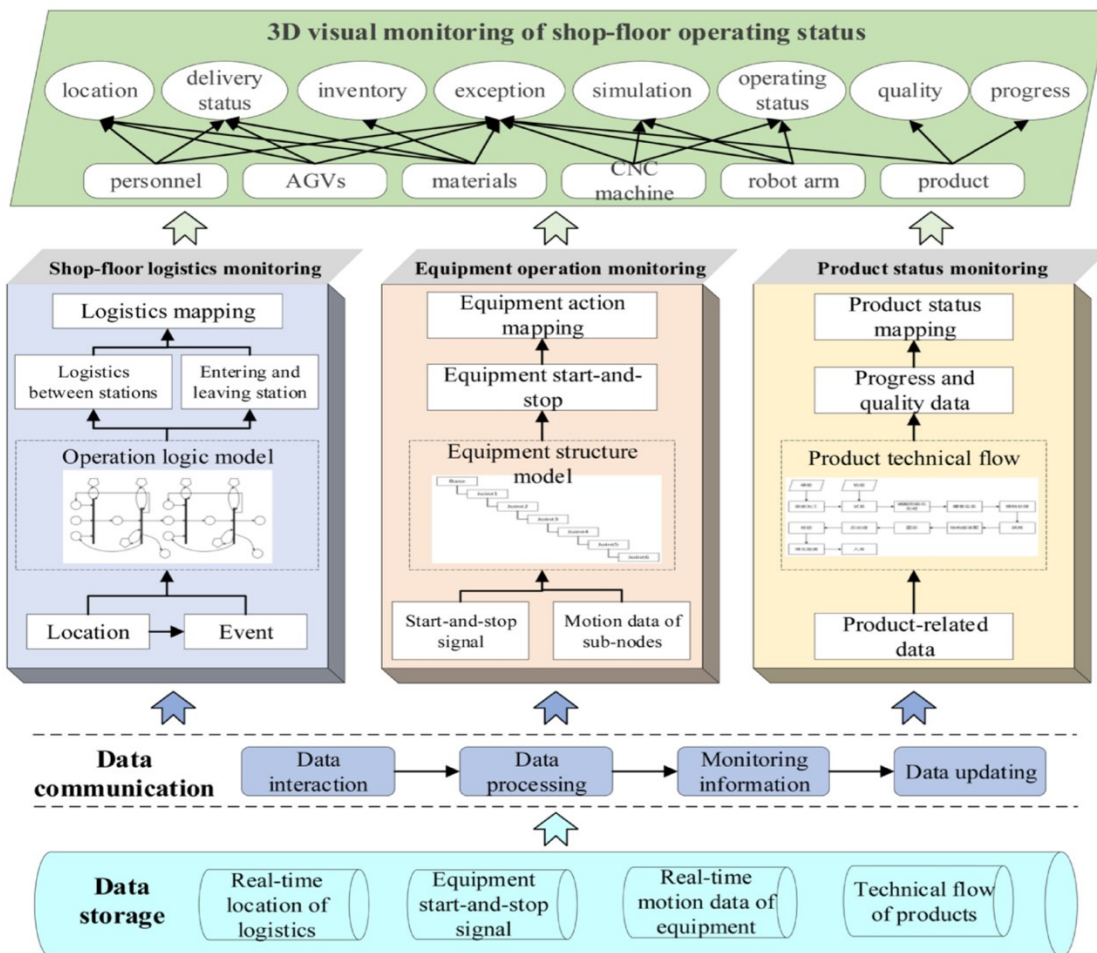 3D visual monitoring of shop-floor operating status
location
delivery
status
inventory
exception
simulation
operating
status
quality
progress
personnel
AGVs
materials
CNC
machine
robot arm
product
Shop-floor logistics monitoring
Logistics mapping
Logistics
between stations
Entering and
leaving station
Operation logic model
Location
Event
Equipment operation monitoring
Equipment action
mapping
Equipment start-and-
stop
Equipment structure
model
Start-and-stop
signal
Motion data of
sub-nodes
Product status monitoring
Product status
mapping
Progress and
quality data
Product technical flow
Product-related
data
Data
communication
Data
interaction
Data
processing
Monitoring
information
Data updating
Data
storage
Real-time
location of
logistics
Equipment
start-and-stop
signal
Real-time
motion data of
equipment
Technical flow
of products